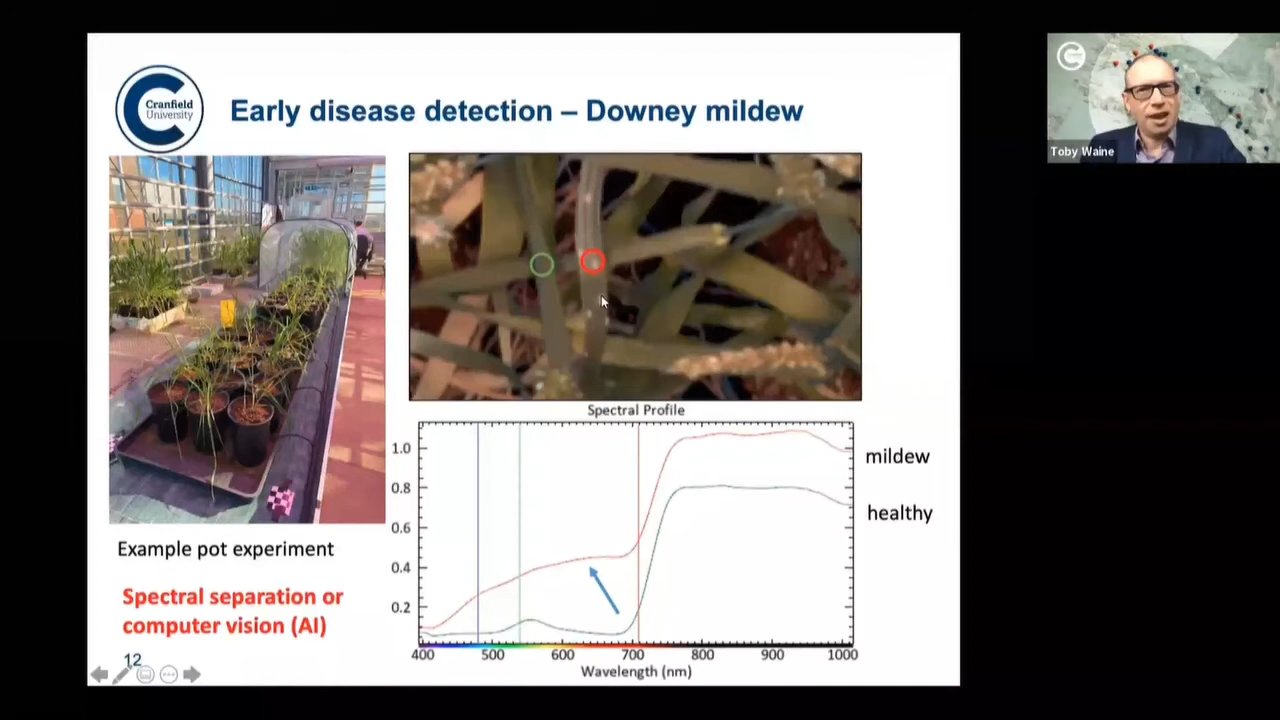 Cranfield
University
Early disease detection – Downey mildew
Toby Waine
Spectral Profile
1.0
0.8
0.6
0.4
0.2
400 500 600 700 800 900 1000
Wavelength (nm)
mildew
healthy
Example pot experiment
Spectral separation or
computer vision (AI)
12